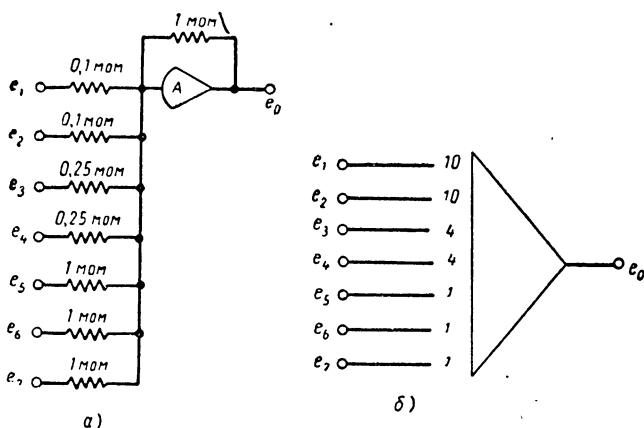 1 мом
0,1 мом
e₁
e₀
0,1 мом
e₂
0,25 мом
e₃
0,25 мом
e₄
1 мом
e₅
1 мом
e₆
1 мом
e₇
а)
e₁ 10
e₂ 10
e₃ 4
e₄ 4
e₅ 1
e₆ 1
e₇ 1
e₀
б)
A